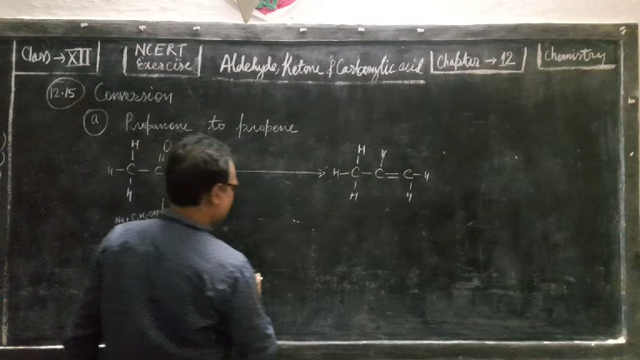 Class → XII
NCERT
Exercise
Aldehyde, Ketone & Carboxylic acid
Chapter → 12
Chemistry
12.15 Conversion
a Propanone to propene
H O
H - C - C
H
H H
H - C - C = C - H
H H